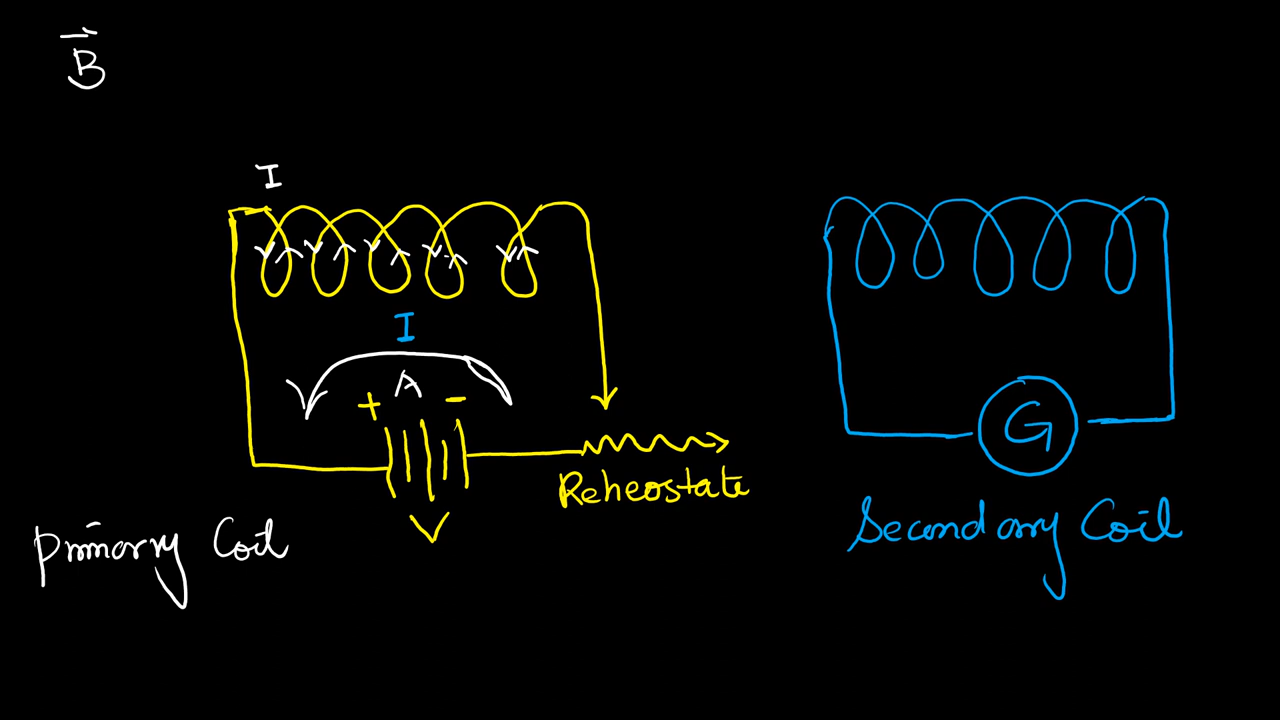 B
I
I
A
+ -
Reheostate
V
G
Primary Coil
Secondary Coil